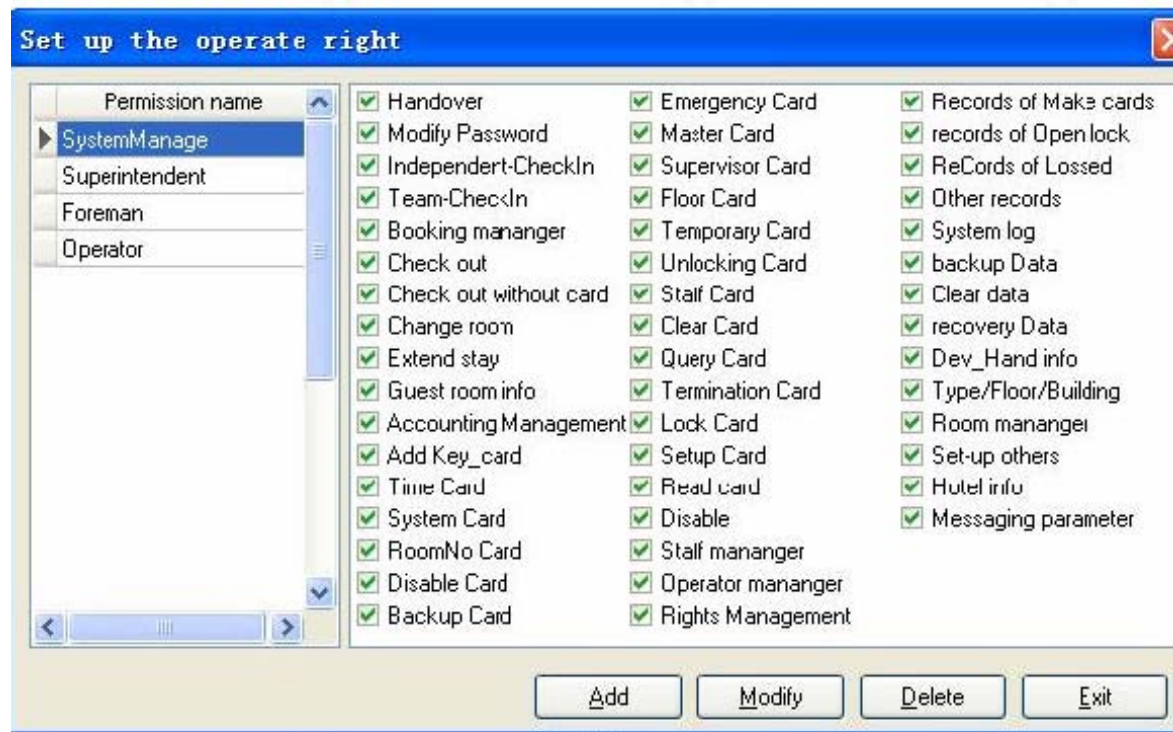 Set up the operate right
Permission name
SystemManage
Superintendent
Foreman
Operator
Handover
Modify Password
Independert-CheckIn
Team-CheckIn
Booking mananger
Check out
Check out without card
Change room
Extend stay
Guest room info
Accounting Management
Add Key_card
Time Card
System Card
RoomNo Card
Disable Card
Backup Card
Emergency Card
Master Card
Supervisor Card
Floor Card
Temporary Card
Unlocking Card
Stalf Card
Clear Card
Query Card
Termination Card
Lock Card
Setup Card
Read card
Disable
Stalf mananger
Operator mananger
Rights Management
Records of Make cards
records of Open lock
ReCords of Lossed
Other records
System log
backup Data
Clear data
recovery Data
Dev_Hand info
Type/Floor/Building
Room mananger
Set-up others
Hotel info
Messaging parameter
Add
Modify
Delete
Exit